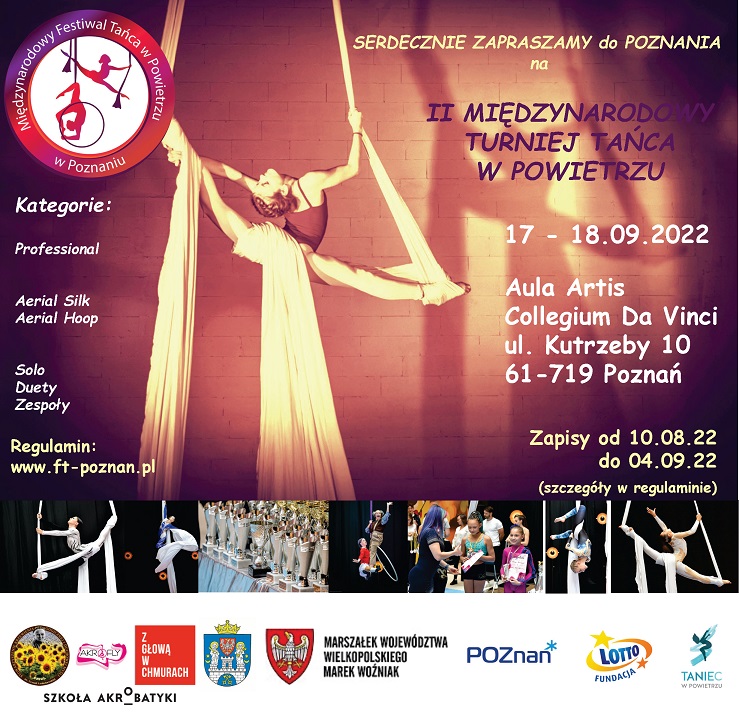 Międzynarodowy Festiwal Tańca w Powietrzu
w Poznaniu
SERDECZNIE ZAPRASZAMY do POZNANIA
na
II MIĘDZYNARODOWY
TURNIEJ TAŃCA
W POWIETRZU
Kategorie:
Professional
Aerial Silk
Aerial Hoop
Solo
Duety
Zespoły
17 - 18.09.2022
Aula Artis
Collegium Da Vinci
ul. Kutrzeby 10
61-719 Poznań
Regulamin:
www.ft-poznan.pl
Zapisy od 10.08.22
do 04.09.22
(szczegóły w regulaminie)
AKROFLY
Z
GŁOWĄ
W
CHMURACH
SZKOŁA AKROBATYKI
MARSZAŁEK WOJEWÓDZTWA
WIELKOPOLSKIEGO
MAREK WOŹNIAK
POZnan*
LOTTO
FUNDACJA
TANIEC
W POWIETRZU